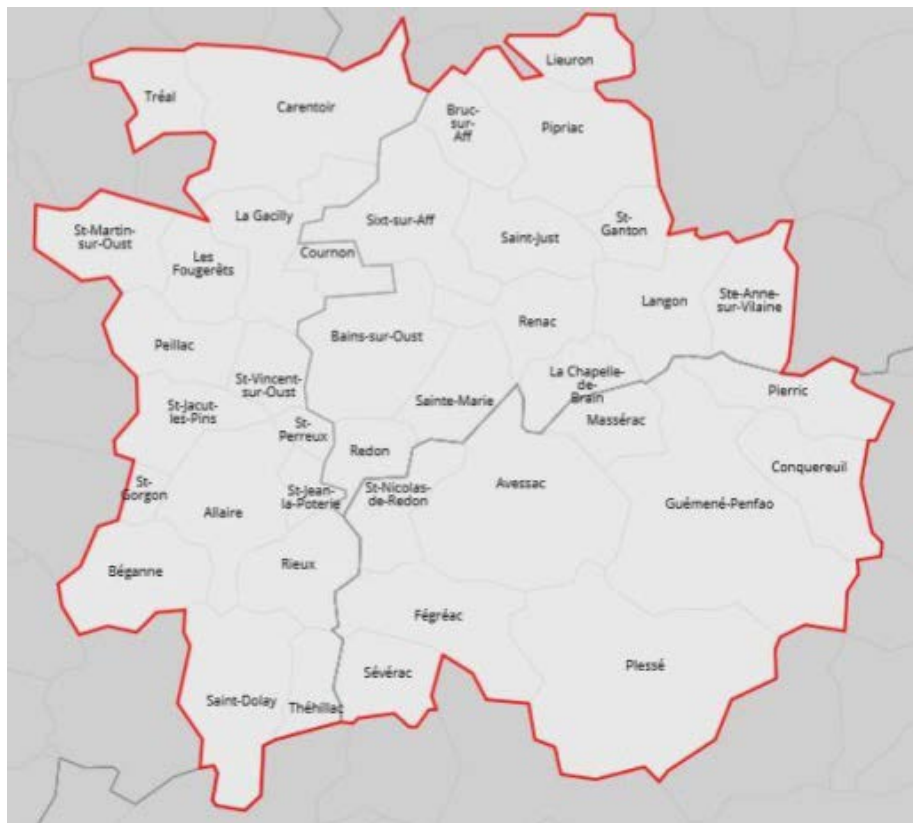 Lieuron
Tréal
Carentoir
Bruc-
sur-
Aff
Pipriac
La Gacilly
Sixt-sur-Aff
St-
Ganton
St-Martin-
sur-Oust
Saint-Just
Les
Fougerêts
Cournon
Ste-Anne-
sur-Vilaine
Langon
Renac
Bains-sur-Oust
Peillac
La Chapelle-
de-
Brain
St-Vincent-
sur-Oust
Pierric
Sainte-Marie
St-Jacut-
les-Pins
Massérac
St-
Perreux
Redon
Conquereuil
St-
Gorgon
St-Jean-
la-Poterie
St-Nicolas-
de-Redon
Avessac
Guémené-Penfao
Allaire
Rieux
Béganne
Fégréac
Plessé
Sévérac
Saint-Dolay
Théhillac